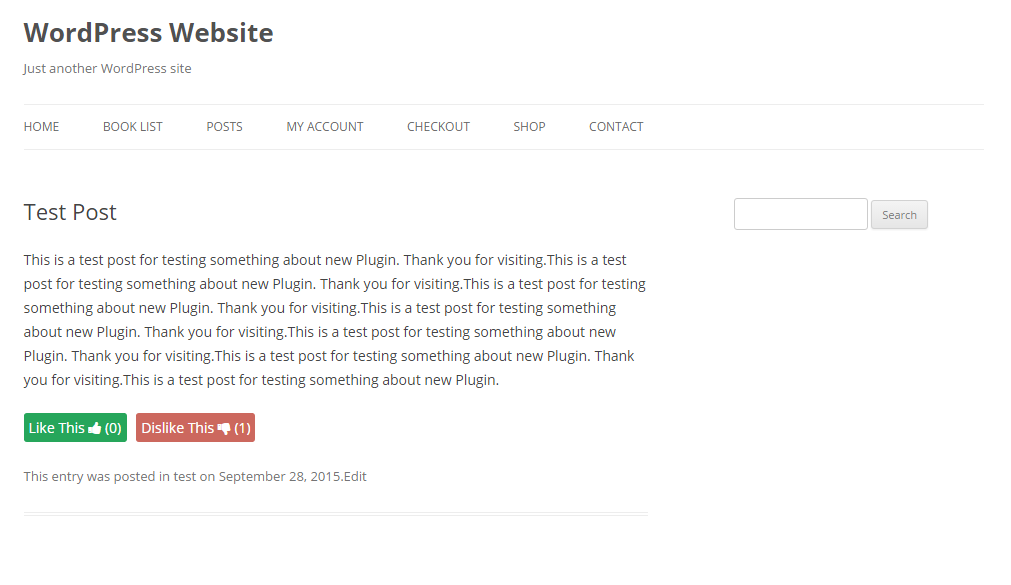 WordPress Website
Just another WordPress site
HOME BOOK LIST POSTS MY ACCOUNT CHECKOUT SHOP CONTACT
Test Post
Search
This is a test post for testing something about new Plugin. Thank you for visiting.This is a test
post for testing something about new Plugin. Thank you for visiting.This is a test post for testing
something about new Plugin. Thank you for visiting.This is a test post for testing something
about new Plugin. Thank you for visiting.This is a test post for testing something about new
Plugin. Thank you for visiting.This is a test post for testing something about new Plugin. Thank
you for visiting.This is a test post for testing something about new Plugin.
Like This (0) Dislike This (1)
This entry was posted in test on September 28, 2015.Edit